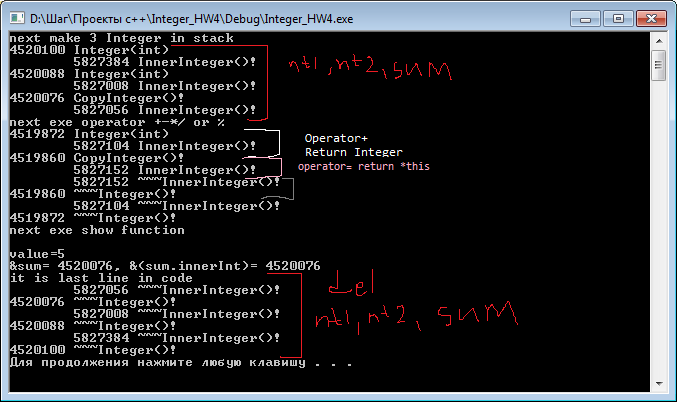 D:\Шаг\Проекты c++\Integer_HW4\Debug\Integer_HW4.exe
next make 3 Integer in stack
4520100 Integer(int)
5827384 InnerInteger()!
4520088 Integer(int)
5827008 InnerInteger()!
4520076 CopyInteger()!
5827056 InnerInteger()!
nt1, nt2, sum
next exe operator +-*/ or %
4519872 Integer(int)
5827104 InnerInteger()!
4519860 CopyInteger()!
5827152 InnerInteger()!
5827152 ~~~~InnerInteger()!
4519860 ~~~~Integer()!
5827104 ~~~~InnerInteger()!
4519872 ~~~~Integer()!
Operator+
Return Integer
operator= return *this
next exe show function
value=5
&sum= 4520076, &(sum.innerInt)= 4520076
it is last line in code
5827056 ~~~~InnerInteger()!
4520076 ~~~~Integer()!
5827008 ~~~~InnerInteger()!
4520088 ~~~~Integer()!
5827384 ~~~~InnerInteger()!
4520100 ~~~~Integer()!
del
nt1, nt2, sum
Для продолжения нажмите любую клавишу . . .